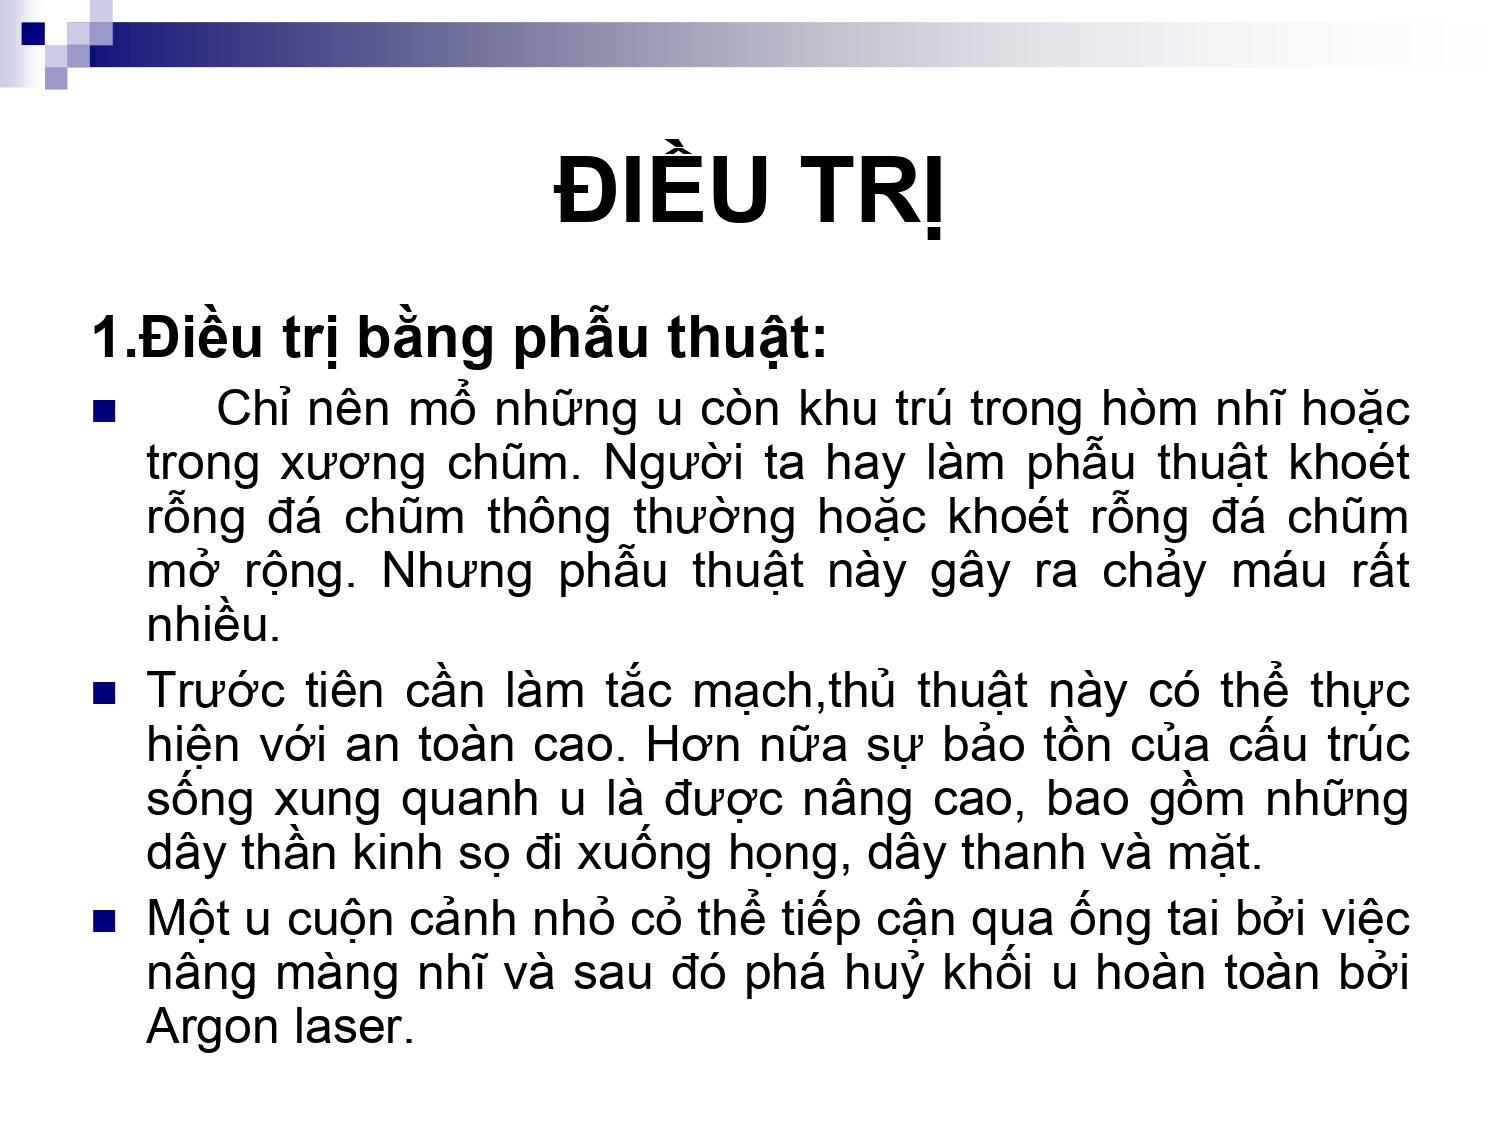 ĐIỀU TRỊ
1.Điều trị bằng phẫu thuật:
Chỉ nên mổ những u còn khu trú trong hòm nhĩ hoặc
trong xương chũm. Người ta hay làm phẫu thuật khoét
rỗng đá chũm thông thường hoặc khoét rỗng đá chũm
mở rộng. Nhưng phẫu thuật này gây ra chảy máu rất
nhiều.
Trước tiên cần làm tắc mạch,thủ thuật này có thể thực
hiện với an toàn cao. Hơn nữa sự bảo tồn của cấu trúc
sống xung quanh u là được nâng cao, bao gồm những
dây thần kinh sọ đi xuống họng, dây thanh và mặt.
Một u cuộn cảnh nhỏ cỏ thể tiếp cận qua ống tai bởi việc
nâng màng nhĩ và sau đó phá huỷ khối u hoàn toàn bởi
Argon laser.